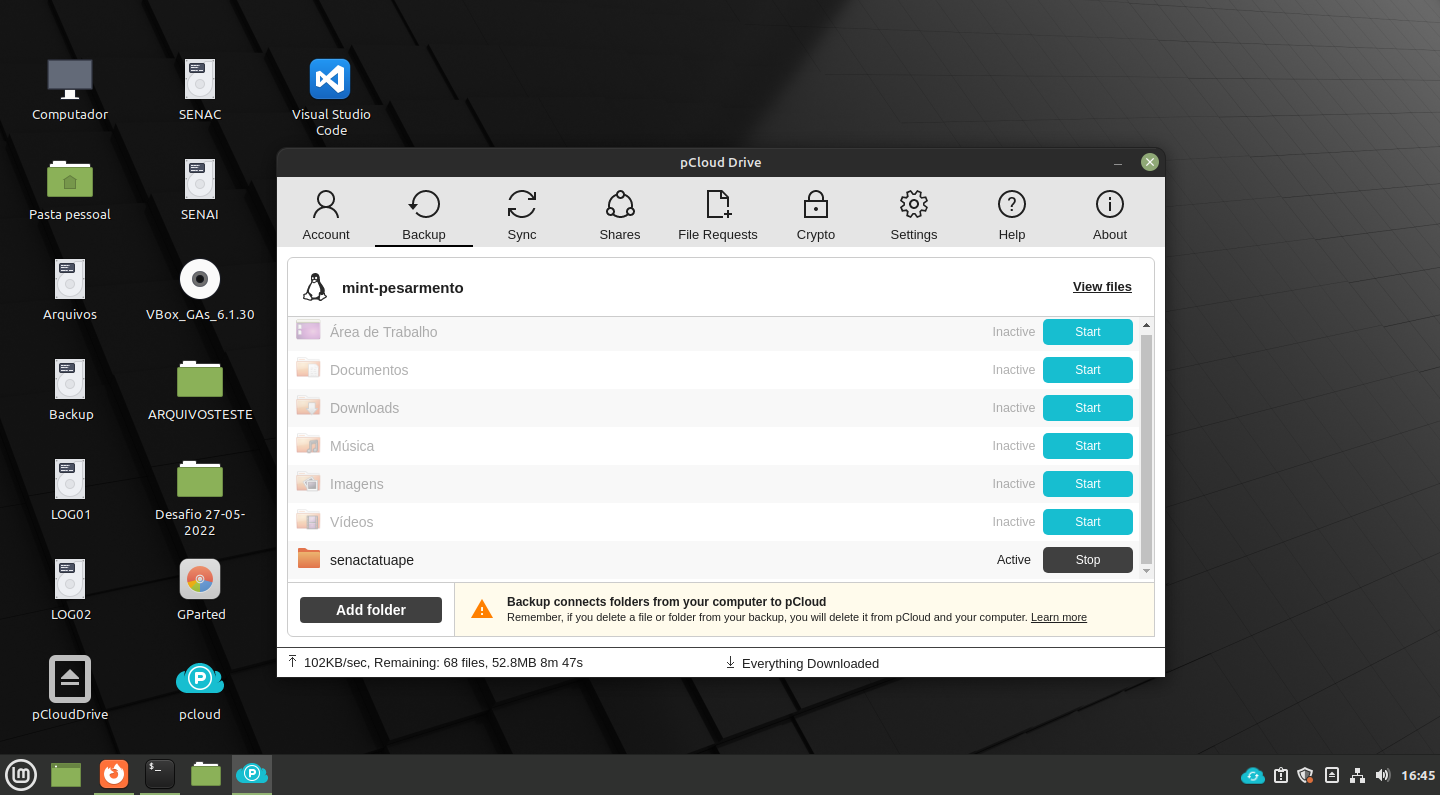 Computador
SENAC
Visual Studio
Code
Pasta pessoal
SENAI
Arquivos
VBox_GAs_6.1.30
Backup
ARQUIVOSTESTE
LOG01
Desafio 27-05-
2022
LOG02
GParted
pCloudDrive
pcloud
pCloud Drive
Account
Backup
Sync
Shares
File Requests
Crypto
Settings
Help
About
mint-pesarmento
View files
Área de Trabalho Inactive Start
Documentos Inactive Start
Downloads Inactive Start
Música Inactive Start
Imagens Inactive Start
Vídeos Inactive Start
senactatuape Active Stop
Add folder
Backup connects folders from your computer to pCloud
Remember, if you delete a file or folder from your backup, you will delete it from pCloud and your computer. Learn more
102KB/sec, Remaining: 68 files, 52.8MB 8m 47s
Everything Downloaded
16:45